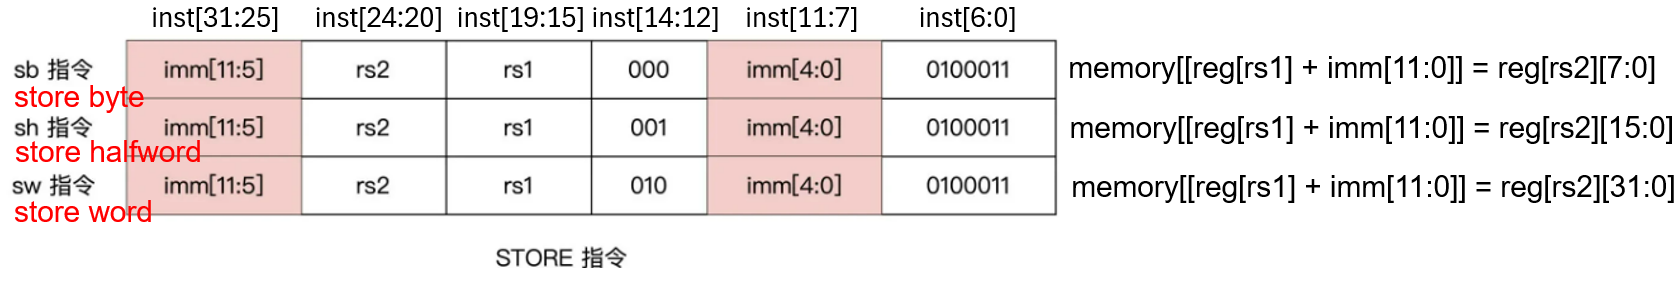 inst[31:25] inst[24:20] inst[19:15] inst[14:12] inst[11:7] inst[6:0]
sb 指令 imm[11:5] rs2 rs1 000 imm[4:0] 0100011 memory[[reg[rs1] + imm[11:0]] = reg[rs2][7:0]
store byte
sh 指令 imm[11:5] rs2 rs1 001 imm[4:0] 0100011 memory[[reg[rs1] + imm[11:0]] = reg[rs2][15:0]
store halfword
sw 指令 imm[11:5] rs2 rs1 010 imm[4:0] 0100011 memory[[reg[rs1] + imm[11:0]] = reg[rs2][31:0]
store word
STORE 指令